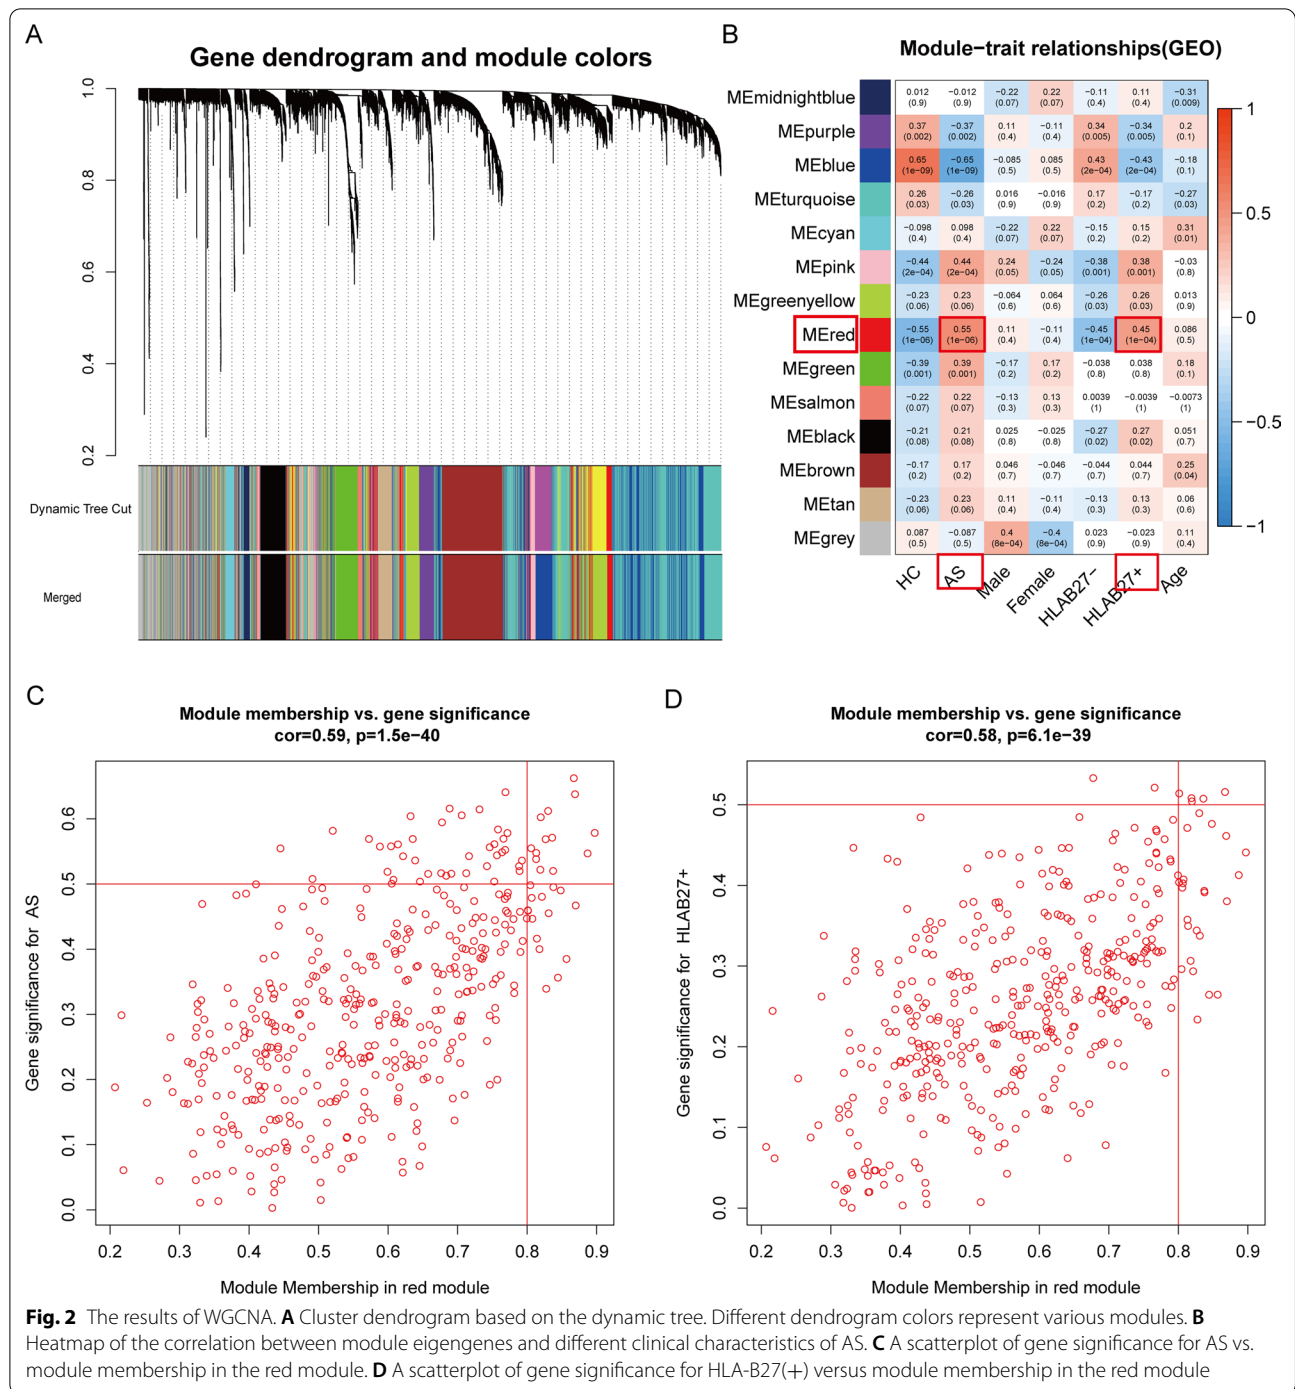 A
Gene dendrogram and module colors
1.0
0.8
0.6
0.4
0.2
Dynamic Tree Cut
Merged
B
Module−trait relationships(GEO)
MEmidnightblue 0.012 −0.012 −0.22 0.22 −0.11 0.11 −0.31
(0.9) (0.9) (0.07) (0.07) (0.4) (0.4) (0.009)
MEpurple 0.37 −0.37 0.11 −0.11 0.34 −0.34 0.2
(0.002) (0.002) (0.4) (0.4) (0.005) (0.005) (0.1)
MEblue 0.65 −0.65 −0.085 0.085 0.43 −0.43 −0.18
(1e−09) (1e−09) (0.5) (0.5) (2e−04) (2e−04) (0.1)
MEturquoise 0.26 −0.26 0.016 −0.016 0.17 −0.17 −0.27
(0.03) (0.03) (0.9) (0.9) (0.2) (0.2) (0.03)
MEcyan −0.098 0.098 −0.22 0.22 −0.15 0.15 0.31
(0.4) (0.4) (0.07) (0.07) (0.2) (0.2) (0.01)
MEpink −0.44 0.44 0.24 −0.24 −0.38 0.38 −0.03
(2e−04) (2e−04) (0.05) (0.05) (0.001) (0.001) (0.8)
MEgreenyellow −0.23 0.23 −0.064 0.064 −0.26 0.26 0.013
(0.06) (0.06) (0.6) (0.6) (0.03) (0.03) (0.9)
MEred −0.55 0.55 0.11 −0.11 −0.45 0.45 0.086
(1e−06) (1e−06) (0.4) (0.4) (1e−04) (1e−04) (0.5)
MEgreen −0.39 0.39 −0.17 0.17 −0.038 0.038 0.18
(0.001) (0.001) (0.2) (0.2) (0.8) (0.8) (0.1)
MEsalmon −0.22 0.22 −0.13 0.13 0.0039 −0.0039 −0.0073
(0.07) (0.07) (0.3) (0.3) (1) (1) (1)
MEblack −0.21 0.21 0.025 −0.025 −0.27 0.27 0.051
(0.08) (0.08) (0.8) (0.8) (0.02) (0.02) (0.7)
MEbrown −0.17 0.17 0.046 −0.046 −0.044 0.044 0.25
(0.2) (0.2) (0.7) (0.7) (0.7) (0.7) (0.04)
MEtan −0.23 0.23 0.11 −0.11 −0.13 0.13 0.06
(0.06) (0.06) (0.4) (0.4) (0.3) (0.3) (0.6)
MEgrey 0.087 −0.087 0.4 −0.4 0.023 −0.023 0.11
(0.5) (0.5) (8e−04) (8e−04) (0.9) (0.9) (0.4)
HC AS Male Female HLAB27− HLAB27+ Age
1
0.5
0
−0.5
−1
C
Module membership vs. gene significance
cor=0.59, p=1.5e−40
Gene significance for AS
0.6
0.5
0.4
0.3
0.2
0.1
0.0
0.2 0.3 0.4 0.5 0.6 0.7 0.8 0.9
Module Membership in red module
D
Module membership vs. gene significance
cor=0.58, p=6.1e−39
Gene significance for HLAB27+
0.5
0.4
0.3
0.2
0.1
0.0
0.2 0.3 0.4 0.5 0.6 0.7 0.8 0.9
Module Membership in red module
Fig. 2 The results of WGCNA. A Cluster dendrogram based on the dynamic tree. Different dendrogram colors represent various modules. B
Heatmap of the correlation between module eigengenes and different clinical characteristics of AS. C A scatterplot of gene significance for AS vs.
module membership in the red module. D A scatterplot of gene significance for HLA-B27(+) versus module membership in the red module